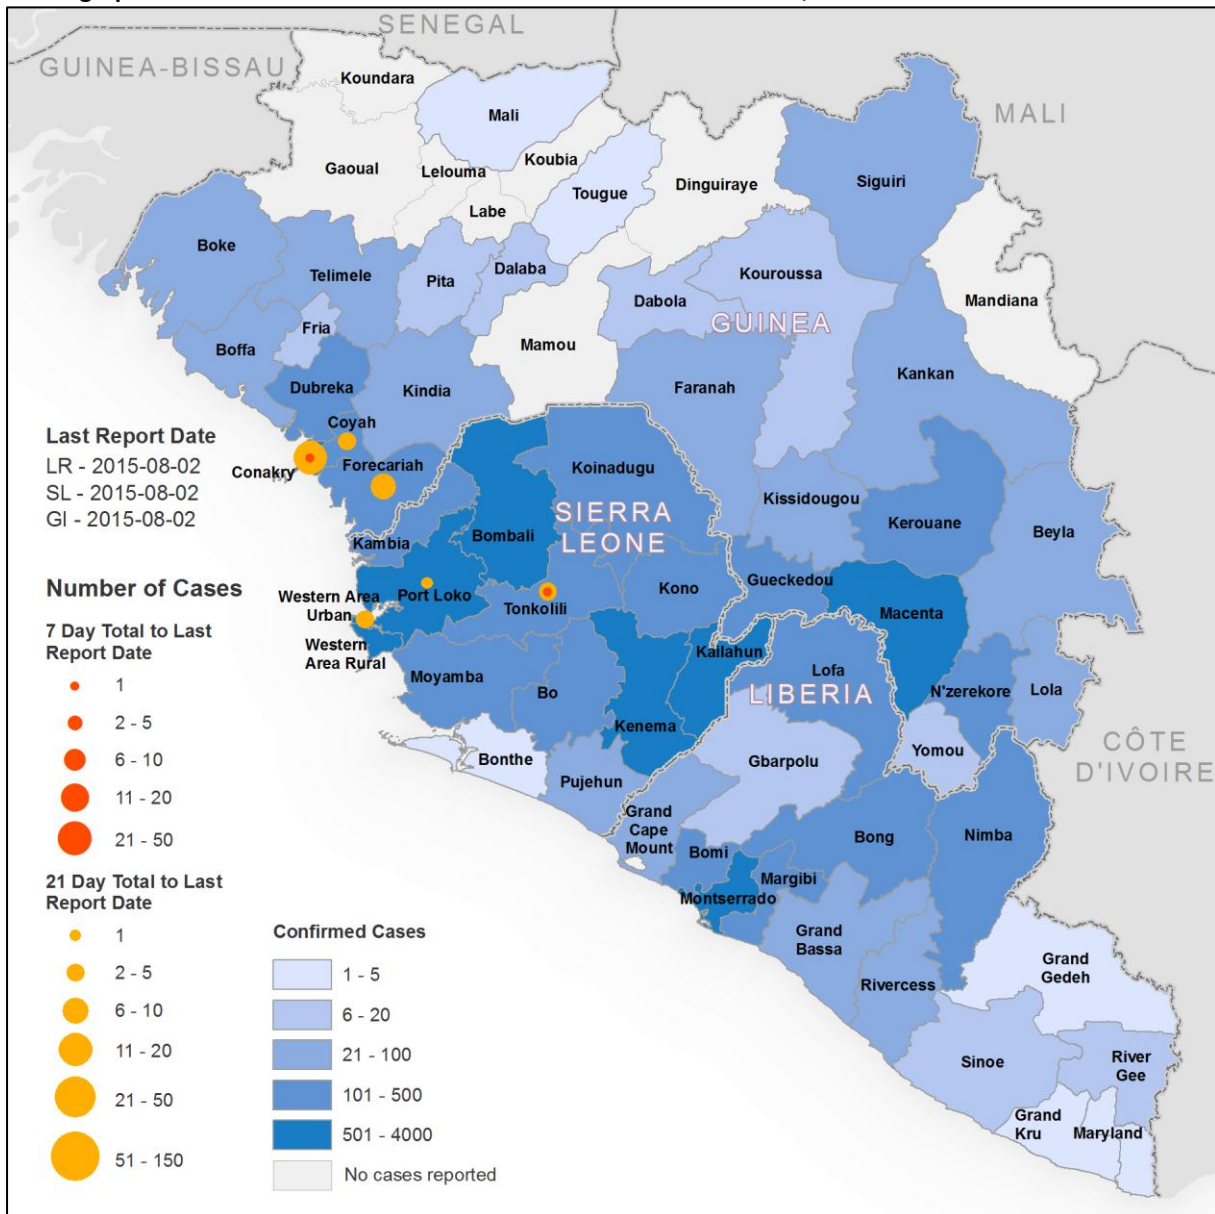 SENEGAL
GUINEA-BISSAU
Koundara
MALI
Mali
Koubia
Gaoual
Lelouma
Tougue
Dinguiraye
Siguiri
Labe
Boke
Telimele
Pita
Dalaba
Kouroussa
Dabola
Mandiana
GUINEA
Fria
Mamou
Boffa
Kankan
Dubreka
Kindia
Faranah
Coyah
Last Report Date
LR - 2015-08-02
SL - 2015-08-02
GI - 2015-08-02
Conakry
Forecariah
Koinadugu
Kissidougou
SIERRA
LEONE
Kerouane
Beyla
Bombali
Kambia
Gueckedou
Kono
Port Loko
Tonkolili
Macenta
Western Area
Urban
Western
Area Rural
Kailahun
Lofa
Moyamba
Bo
LIBERIA
N'zerekore
Lola
Kenema
Yomou
CÔTE
D'IVOIRE
Bonthe
Gbarpolu
Pujehun
Grand
Cape
Mount
Bong
Nimba
Bomi
Margibi
Montserrado
Grand
Bassa
Grand
Gedeh
Rivercess
Sinoe
River
Gee
Grand
Kru
Maryland
Number of Cases
7 Day Total to Last
Report Date
1
2 - 5
6 - 10
11 - 20
21 - 50
21 Day Total to Last
Report Date
1
2 - 5
6 - 10
11 - 20
21 - 50
51 - 150
Confirmed Cases
1 - 5
6 - 20
21 - 100
101 - 500
501 - 4000
No cases reported